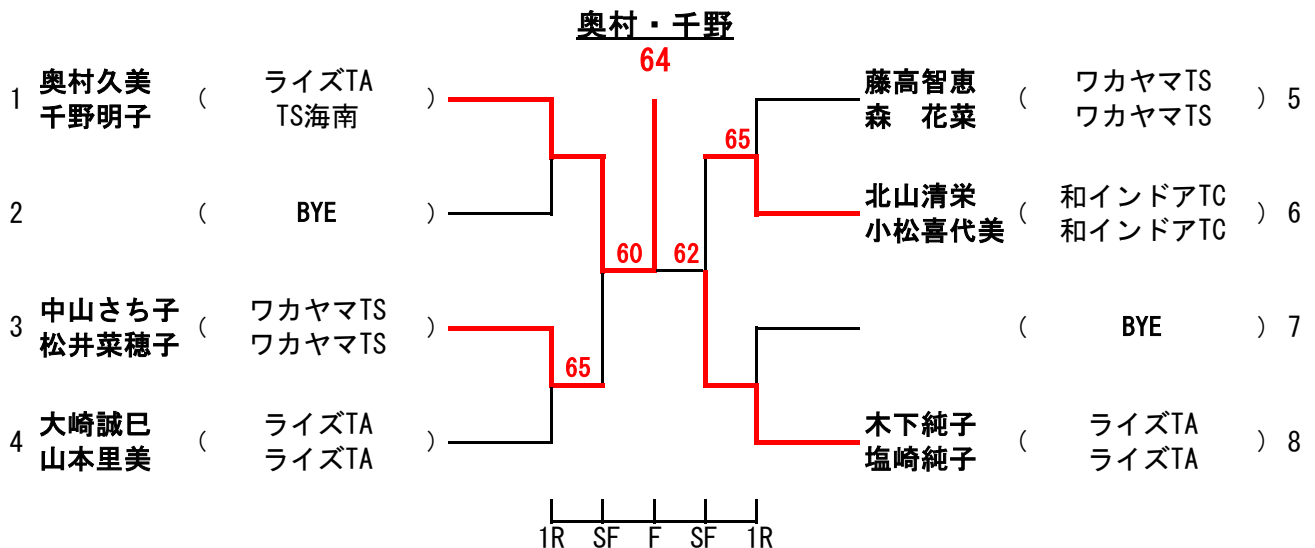 奥村・千野
64
1 奥村久美 ( ライズTA )
千野明子 TS海南
2 ( BYE )
60
3 中山さち子 ( ワカヤマTS )
松井菜穂子 ワカヤマTS
65
4 大崎誠巳 ( ライズTA )
山本里美 ライズTA
藤高智恵 ( ワカヤマTS ) 5
森　花菜 ワカヤマTS
65
北山清栄 ( 和インドアTC ) 6
小松喜代美 和インドアTC
62
( BYE ) 7
木下純子 ( ライズTA ) 8
塩崎純子 ライズTA
1R SF F SF 1R